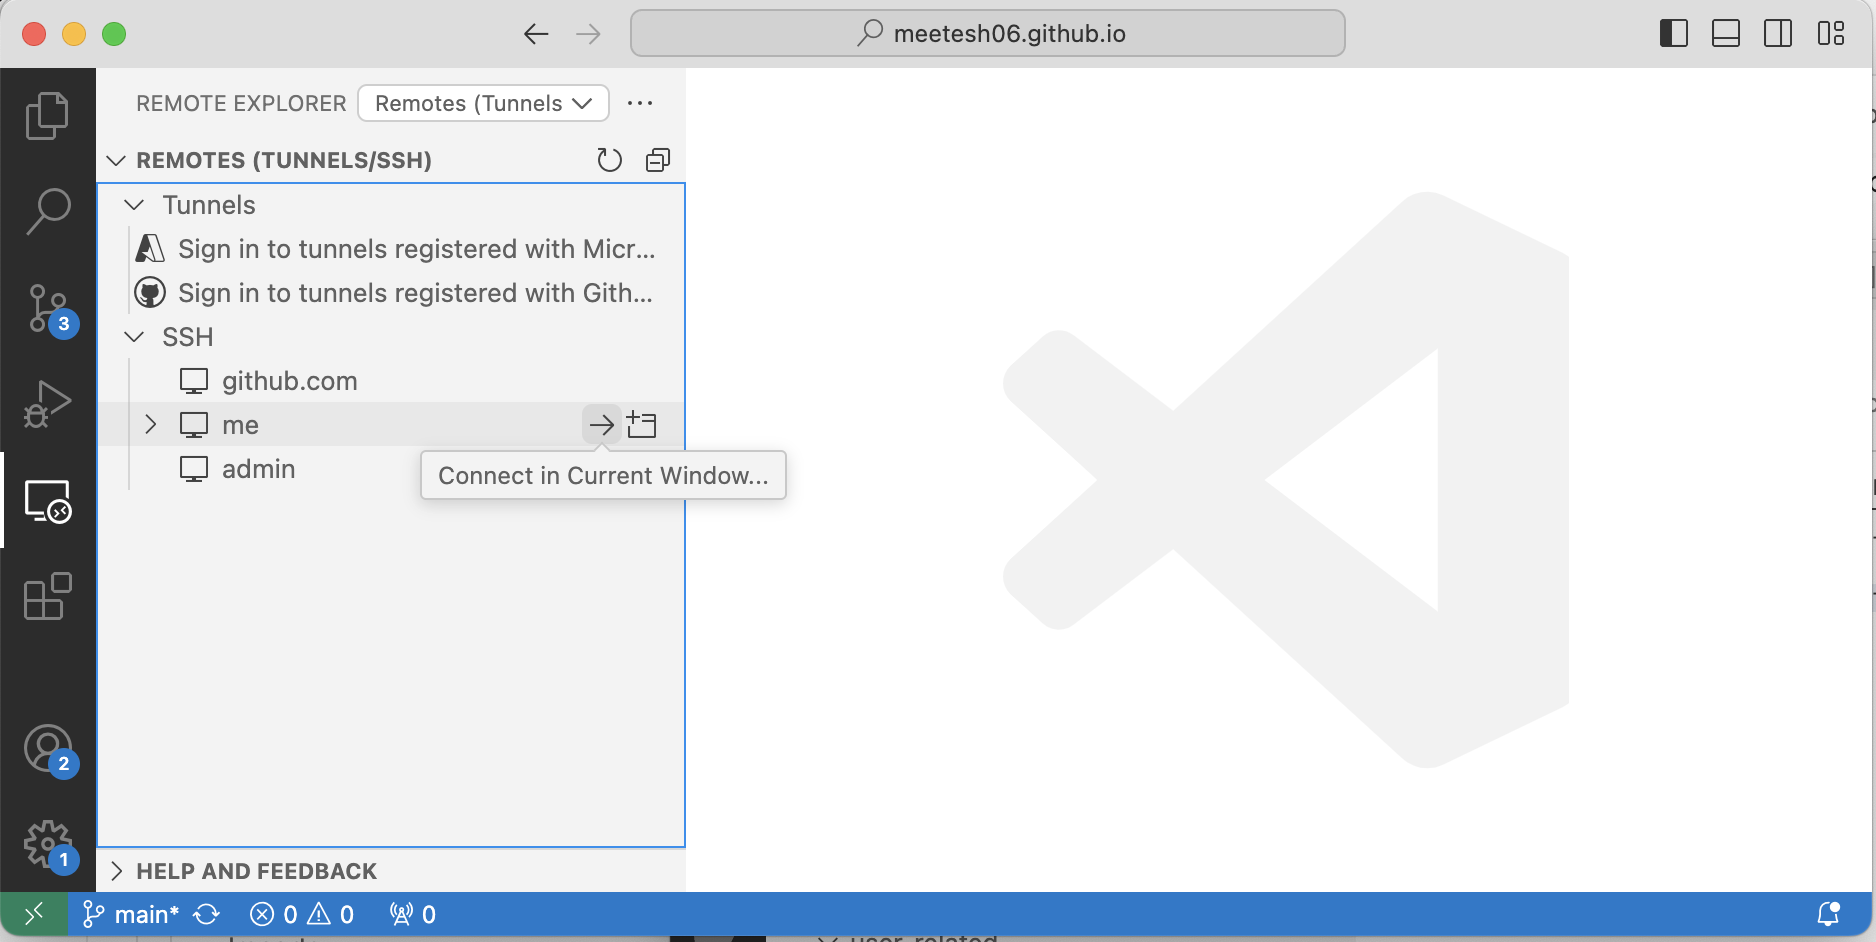 meetesh06.github.io
REMOTE EXPLORER Remotes (Tunnels
REMOTES (TUNNELS/SSH)
Tunnels
Sign in to tunnels registered with Micr...
Sign in to tunnels registered with Gith...
SSH
github.com
3
me
admin
Connect in Current Window...
2
1
HELP AND FEEDBACK
main* 0 0 0
user related